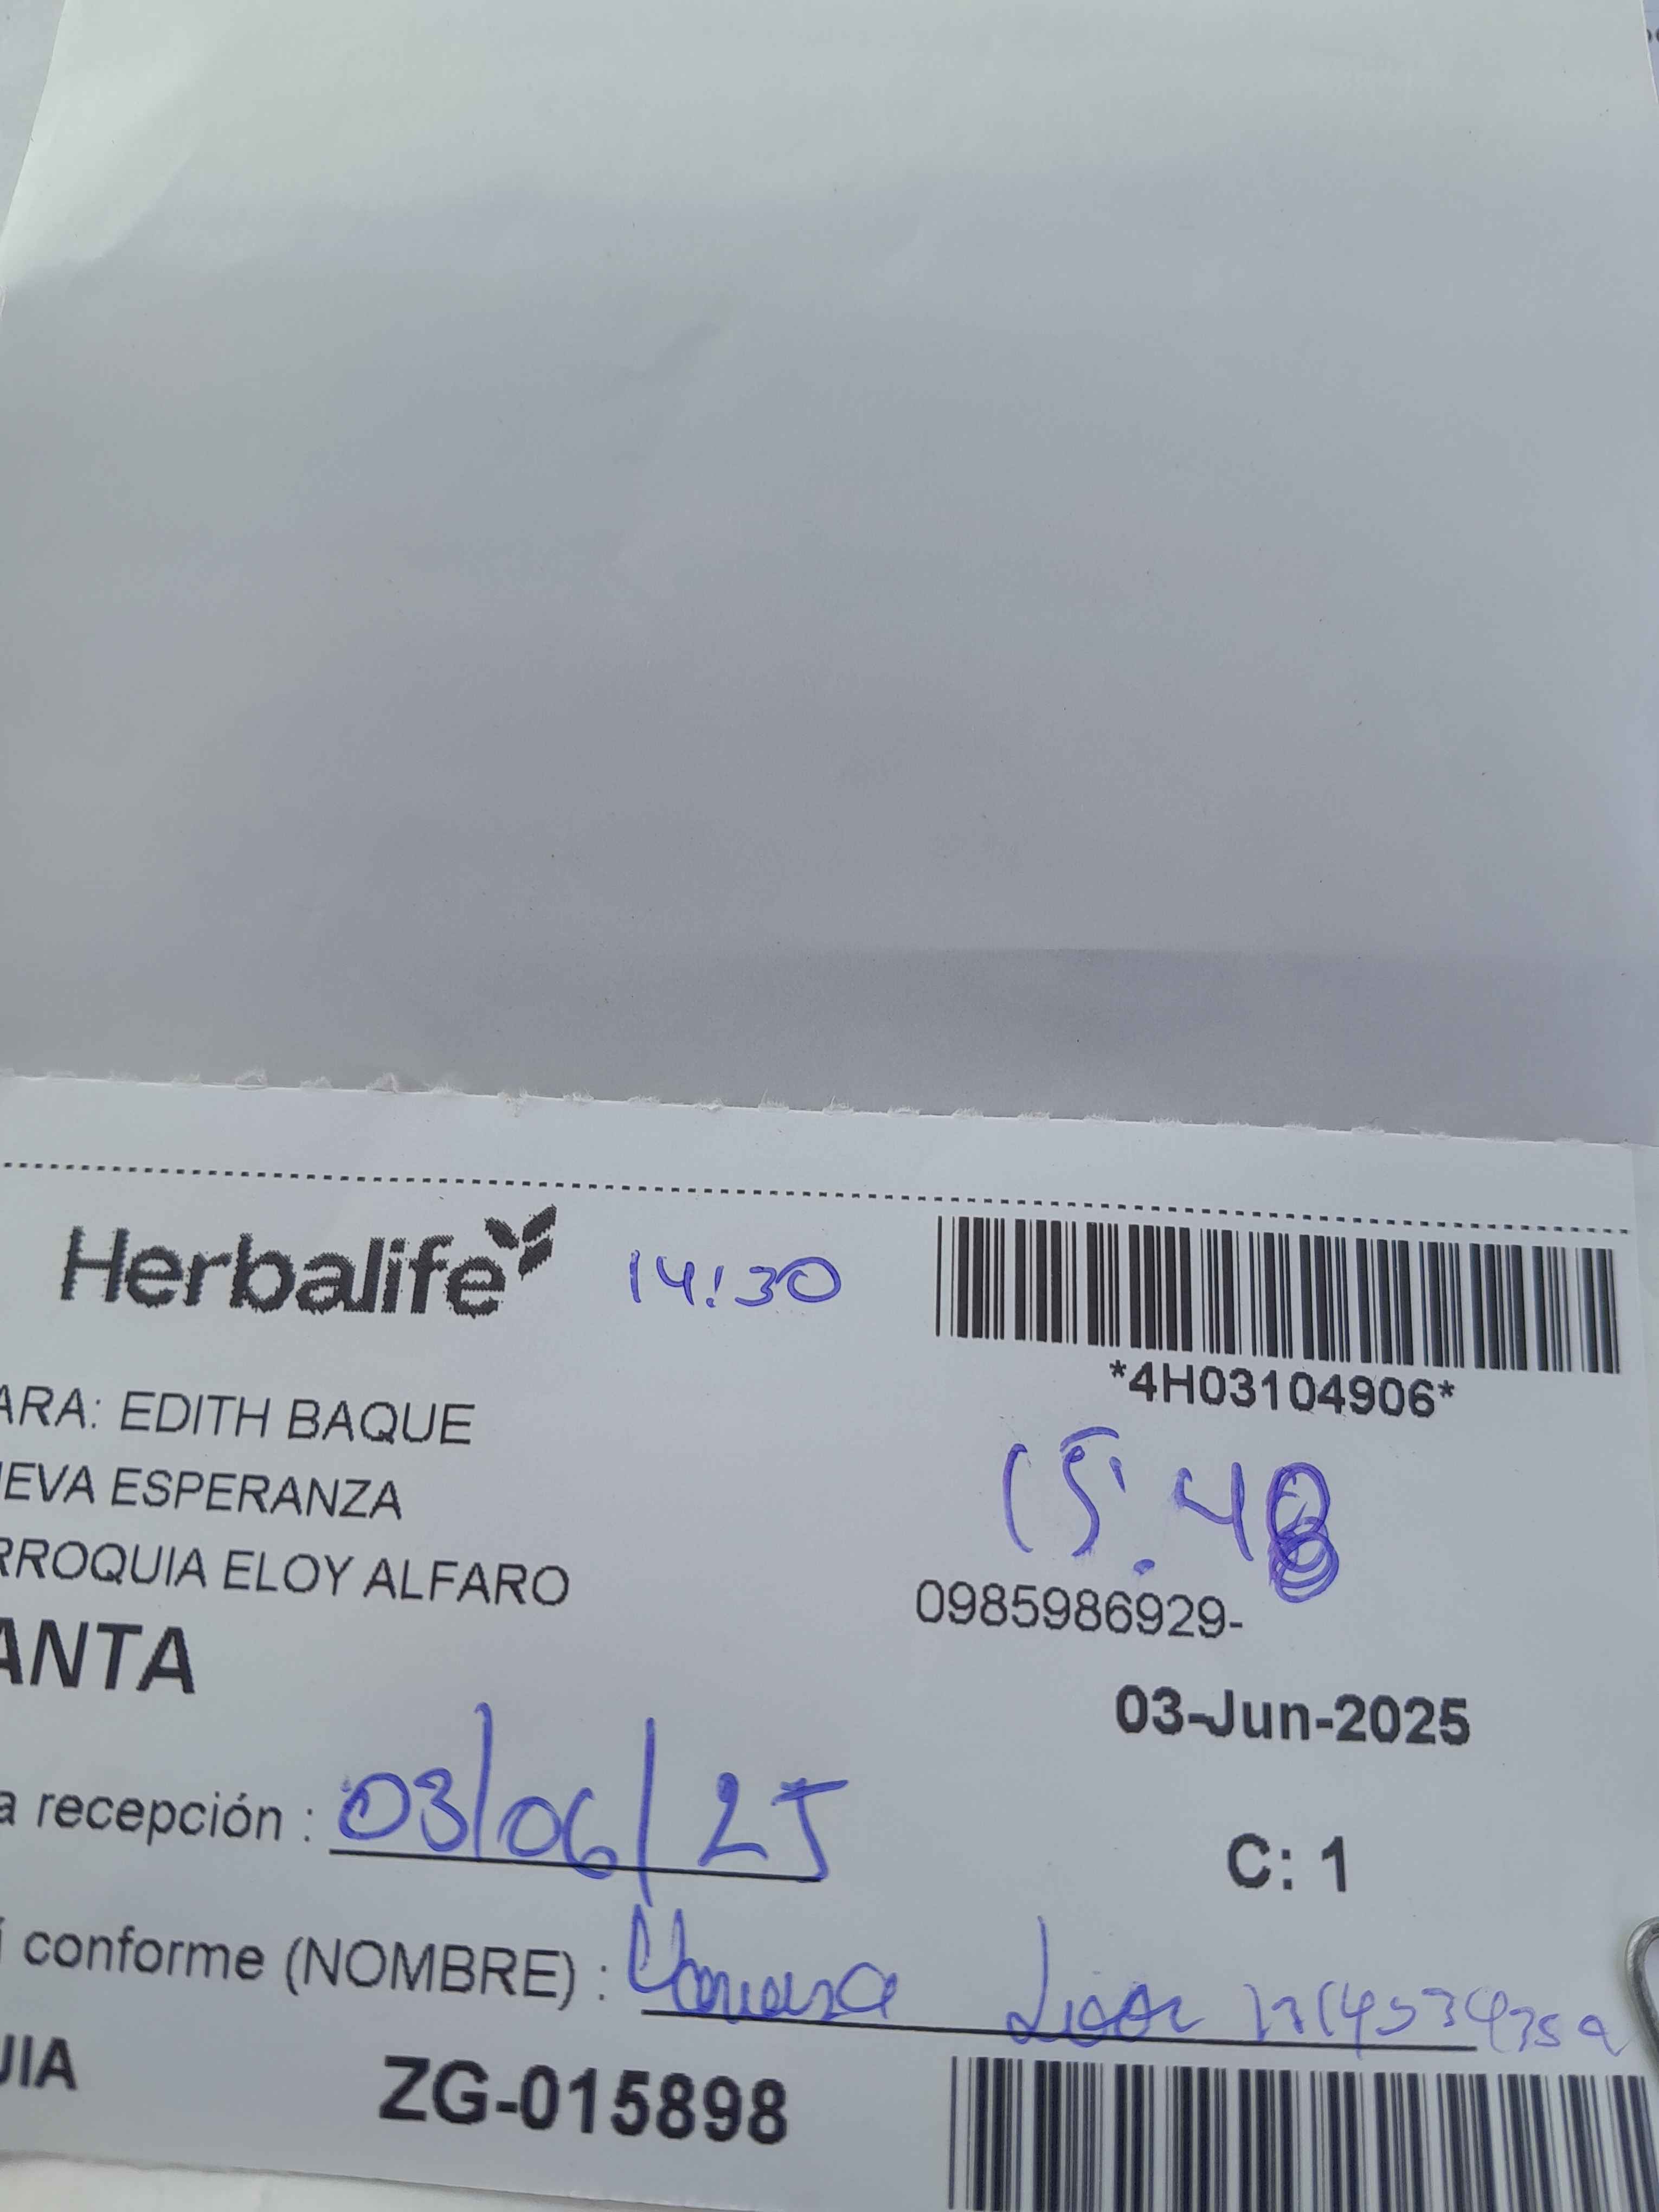 Herbalife 14:30
*4H03104906*
ARA: EDITH BAQUE
15:48
EVA ESPERANZA
RROQUIA ELOY ALFARO
0985986929-
ANTA
03-Jun-2025
a recepción : 03/06/25
C: 1
conforme (NOMBRE) :
UIA ZG-015898